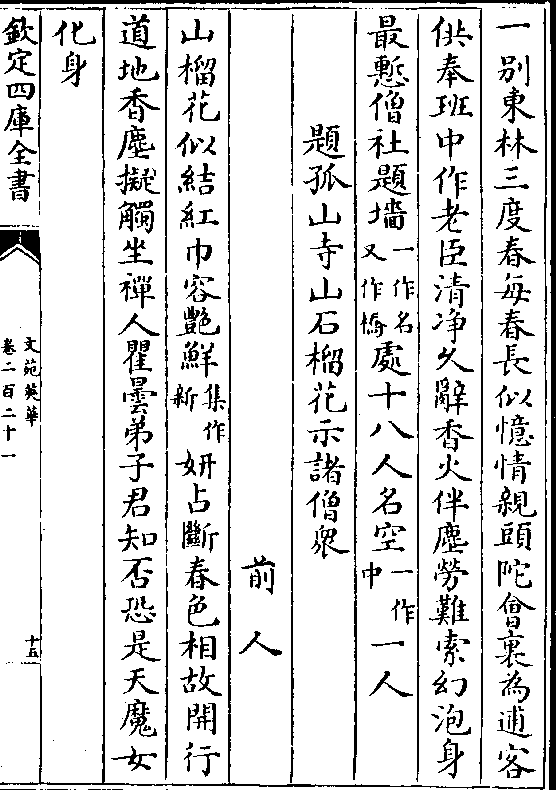 一別東林三度春每春長似憶情親頭陀㑹裏為逋客
供奉班中作老臣清净久辭香火伴塵勞難索幻泡身
最慙僧社題墻一作名又作橋處十八人名空一作中一人
題孤山寺山石榴花示諸僧衆
前人
山榴花似結紅巾容艷鮮集作新妍占斷春色相故開行
道地香塵擬觸坐禪人瞿曇弟子君知否恐是天魔女
化身
欽定四庫全書
文苑英華
卷二百二十一
十五